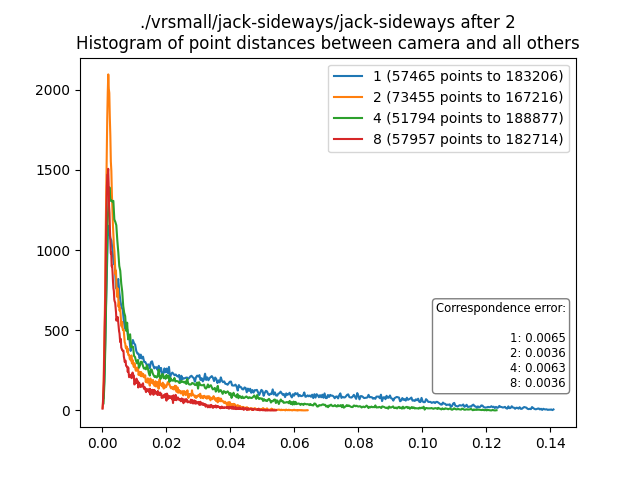 ./vrsmall/jack-sideways/jack-sideways after 2
Histogram of point distances between camera and all others
1 (57465 points to 183206)
2 (73455 points to 167216)
4 (51794 points to 188877)
8 (57957 points to 182714)
2000
1500
1000
500
0
Correspondence error:
1: 0.0065
2: 0.0036
4: 0.0063
8: 0.0036
0.00 0.02 0.04 0.06 0.08 0.10 0.12 0.14